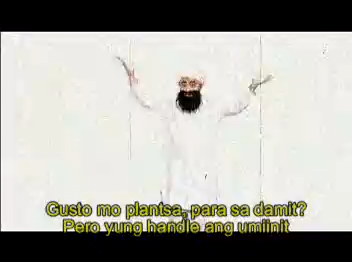 Gusto mo plantsa, para sa damit?
Pero yung handle ang umiinit